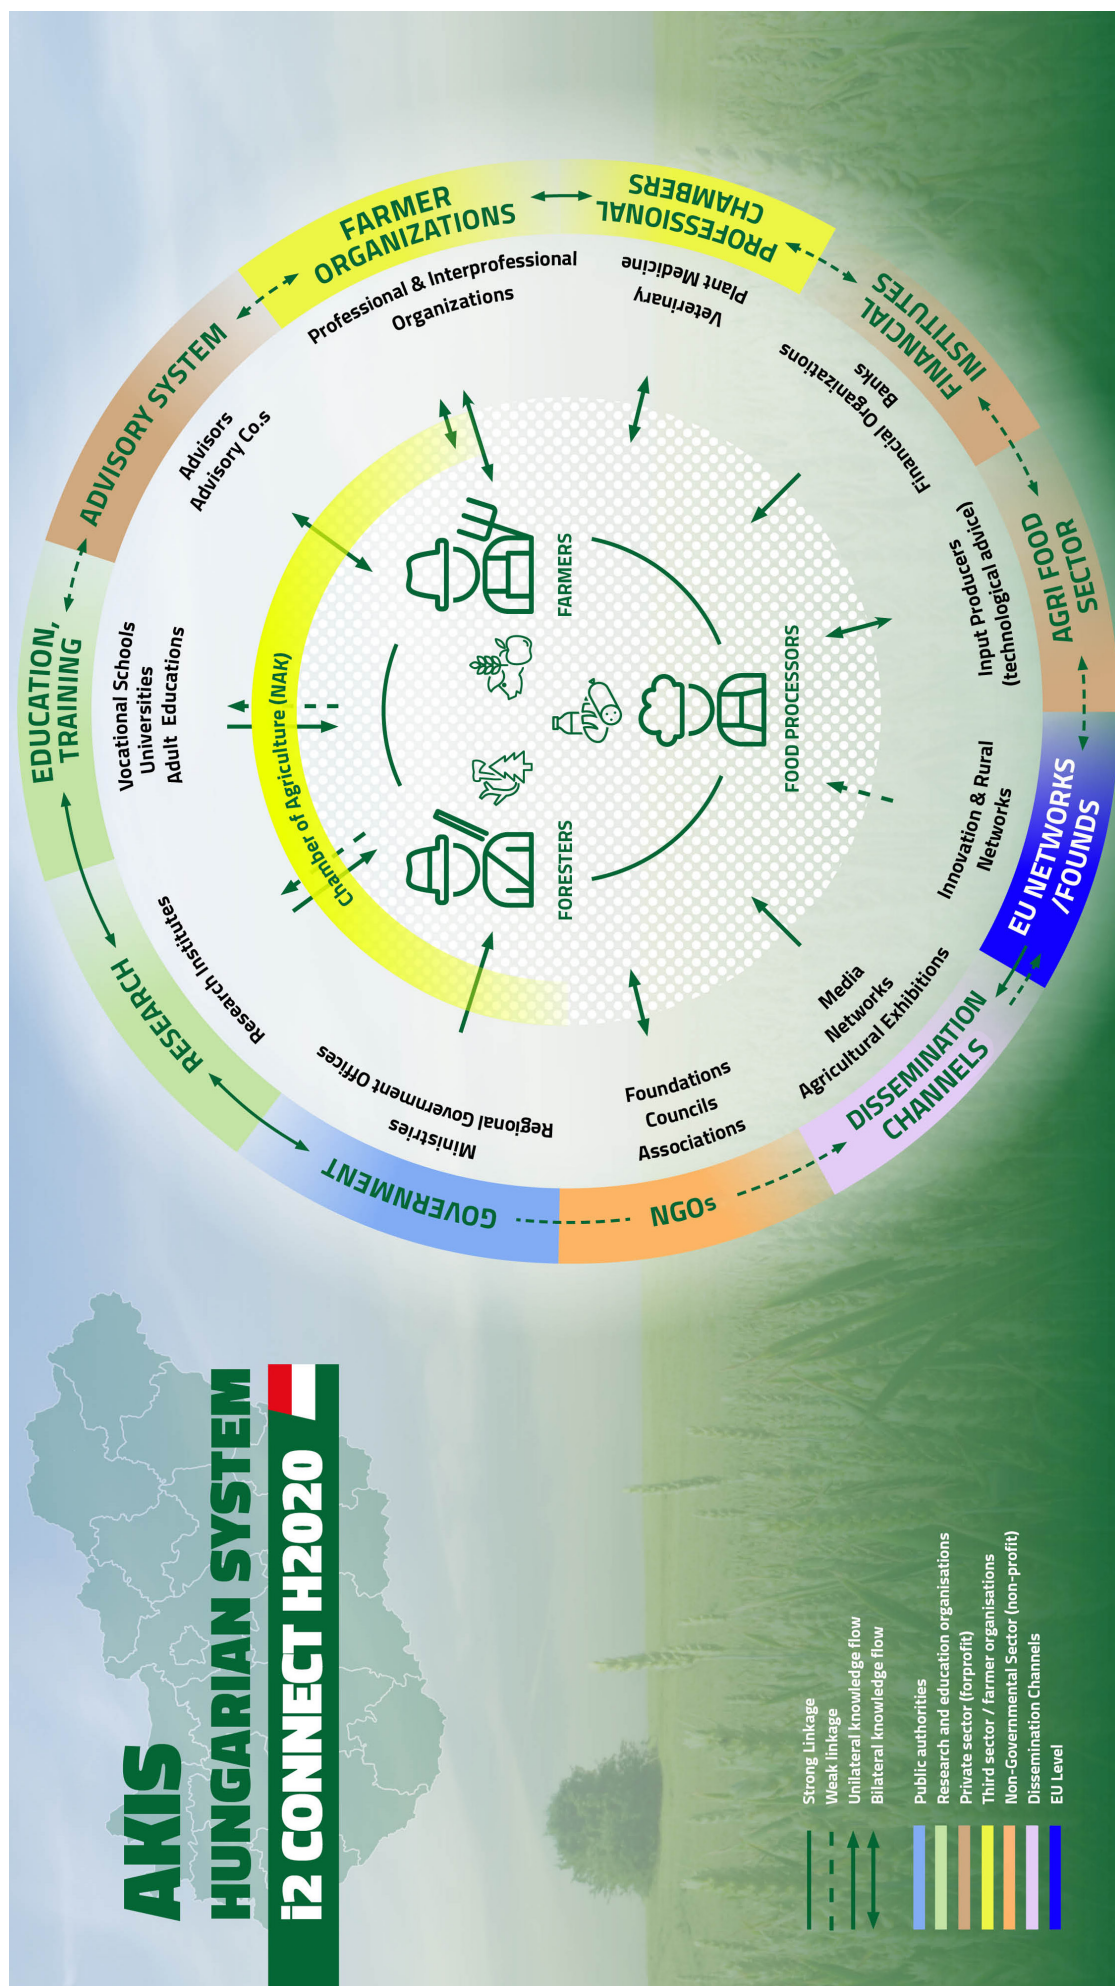 AKIS
HUNGARIAN SYSTEM
i2 CONNECT H2020
Strong Linkage
Weak linkage
Unilateral knowledge flow
Bilateral knowledge flow
Public authorities
Research and education organisations
Private sector (forprofit)
Third sector / farmer organisations
Non-Governmental Sector (non-profit)
Dissemination Channels
EU Level
EDUCATION,
TRAINING
Vocational Schools
Universities
Adult Educations
ADVISORY SYSTEM
Advisors
Advisory Co.s
FARMER
ORGANIZATIONS
Professional & Interprofessional
Organizations
PROFESSIONAL
CHAMBERS
Veterinary
Plant Medicine
FINANCIAL
INSTITUTES
Banks
Financial Organizations
AGRI FOOD
SECTOR
Input Producers
(technological advice)
EU NETWORKS
/FOUNDS
Innovation & Rural
Networks
DISSEMINATION
CHANNELS
Media
Networks
Agricultural Exhibitions
NGOs
Foundations
Councils
Associations
GOVERNMENT
Ministries
Regional Government Offices
RESEARCH
Research Institutes
Chamber of Agriculture (NAK)
FORESTERS
FARMERS
FOOD PROCESSORS